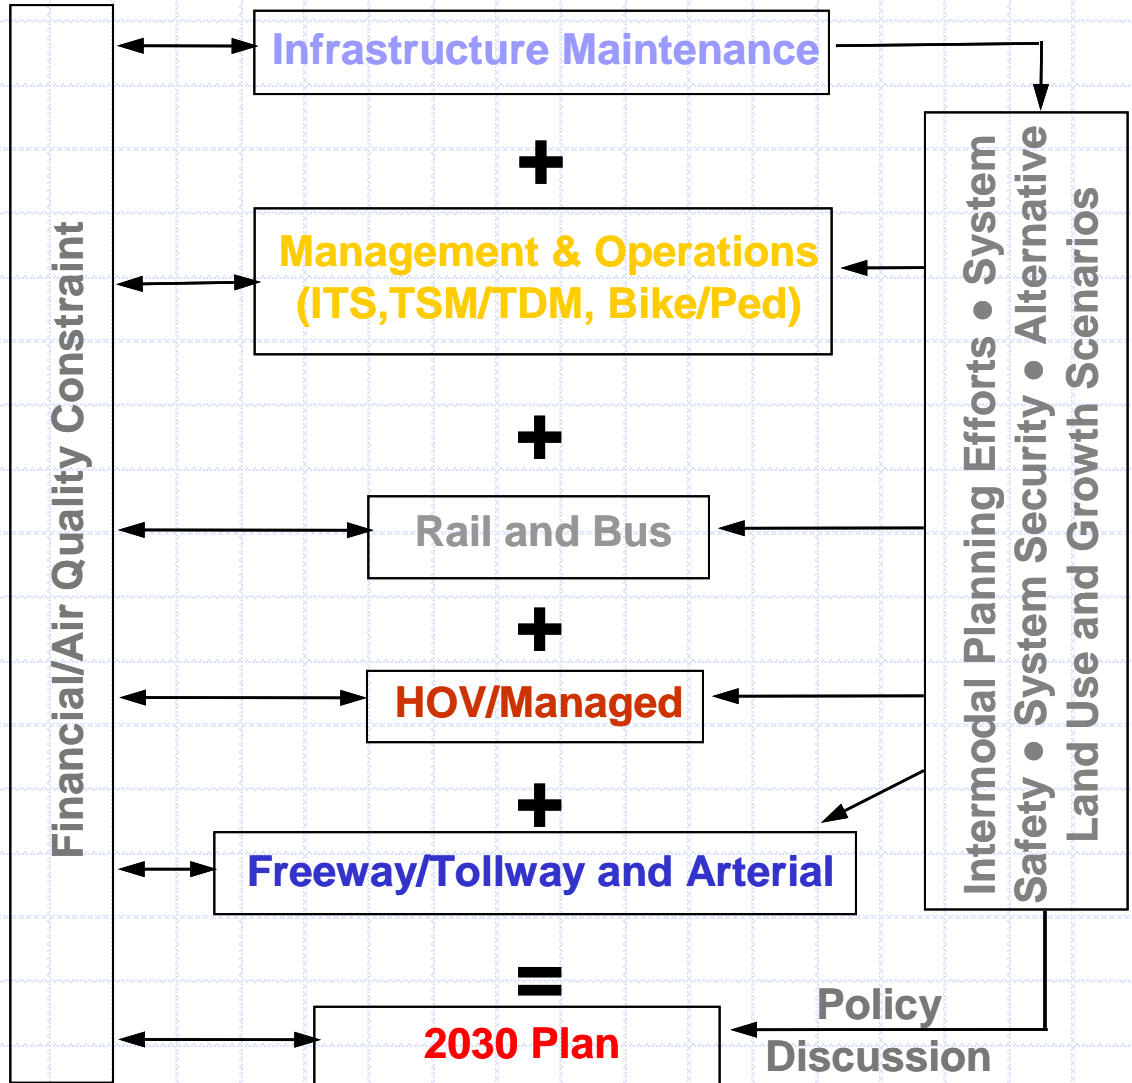 Financial/Air Quality Constraint
Infrastructure Maintenance
+
Management & Operations
(ITS,TSM/TDM, Bike/Ped)
+
Rail and Bus
+
HOV/Managed
+
Freeway/Tollway and Arterial
=
2030 Plan
Intermodal Planning Efforts ● System
Safety ● System Security ● Alternative
Land Use and Growth Scenarios
Policy
Discussion